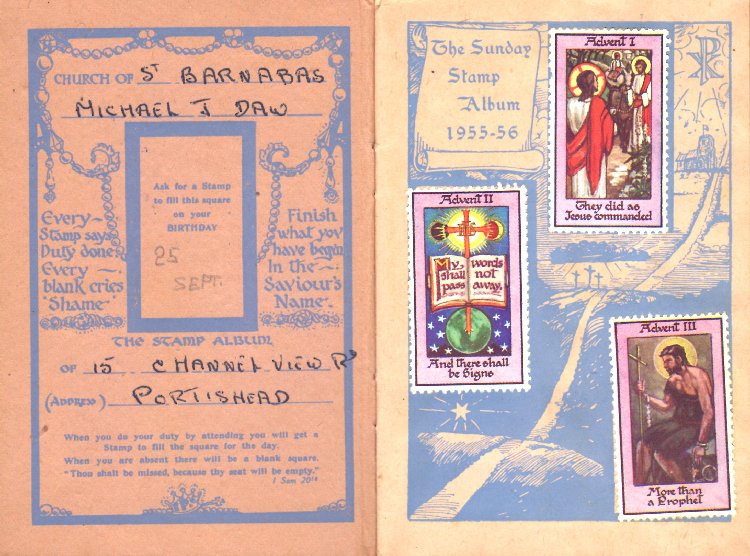 CHURCH OF ST BARNABAS
MICHAEL J DAW
Ask for a Stamp
to fill this square
on your
BIRTHDAY
25
SEPT.
Every
Stamp says
Duty done
Every
blank cries
"Shame"
Finish
what you
have begun
In the
Saviour's
Name
THE STAMP ALBUM
OF 15 CHANNEL VIEW RD
(ADDRESS) PORTISHEAD
When you do your duty by attending you will get a
Stamp to fill the square for the day.
When you are absent there will be a blank square.
"Thou shalt be missed, because thy seat will be empty."
1 Sam 20¹⁸
The Sunday
Stamp
Album
1955-56
Advent I
They did as
Jesus commanded
Advent II
My words
shall not
pass away.
And there shall
be Signs
Advent III
More than
a Prophet